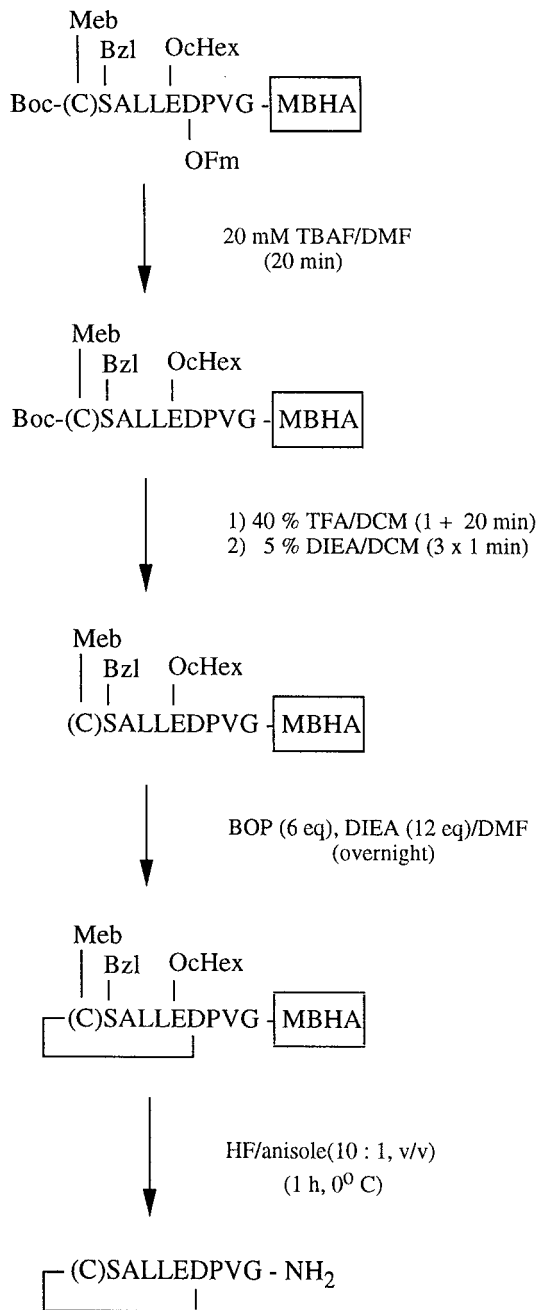 Meb
Bzl OcHex
Boc-(C)SALLEDPVG - MBHA
OFm
20 mM TBAF/DMF
(20 min)
Meb
Bzl OcHex
Boc-(C)SALLEDPVG - MBHA
1) 40 % TFA/DCM (1 + 20 min)
2) 5 % DIEA/DCM (3 x 1 min)
Meb
Bzl OcHex
(C)SALLEDPVG - MBHA
BOP (6 eq), DIEA (12 eq)/DMF
(overnight)
Meb
Bzl OcHex
(C)SALLEDPVG - MBHA
HF/anisole(10 : 1, v/v)
(1 h, 0⁰ C)
(C)SALLEDPVG - NH₂